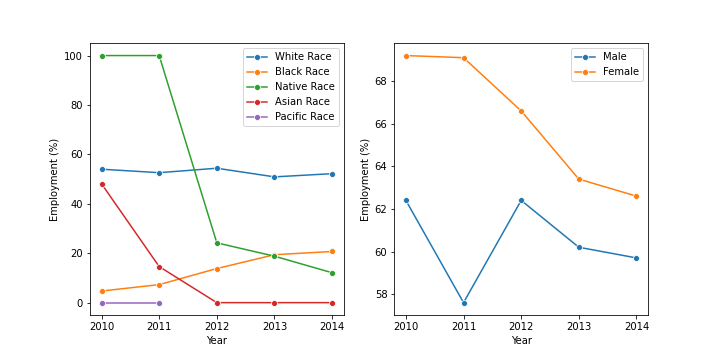 100
80
60
40
20
0
Employment (%)
2010 2011 2012 2013 2014
Year
White Race
Black Race
Native Race
Asian Race
Pacific Race
68
66
64
62
60
58
Employment (%)
2010 2011 2012 2013 2014
Year
Male
Female